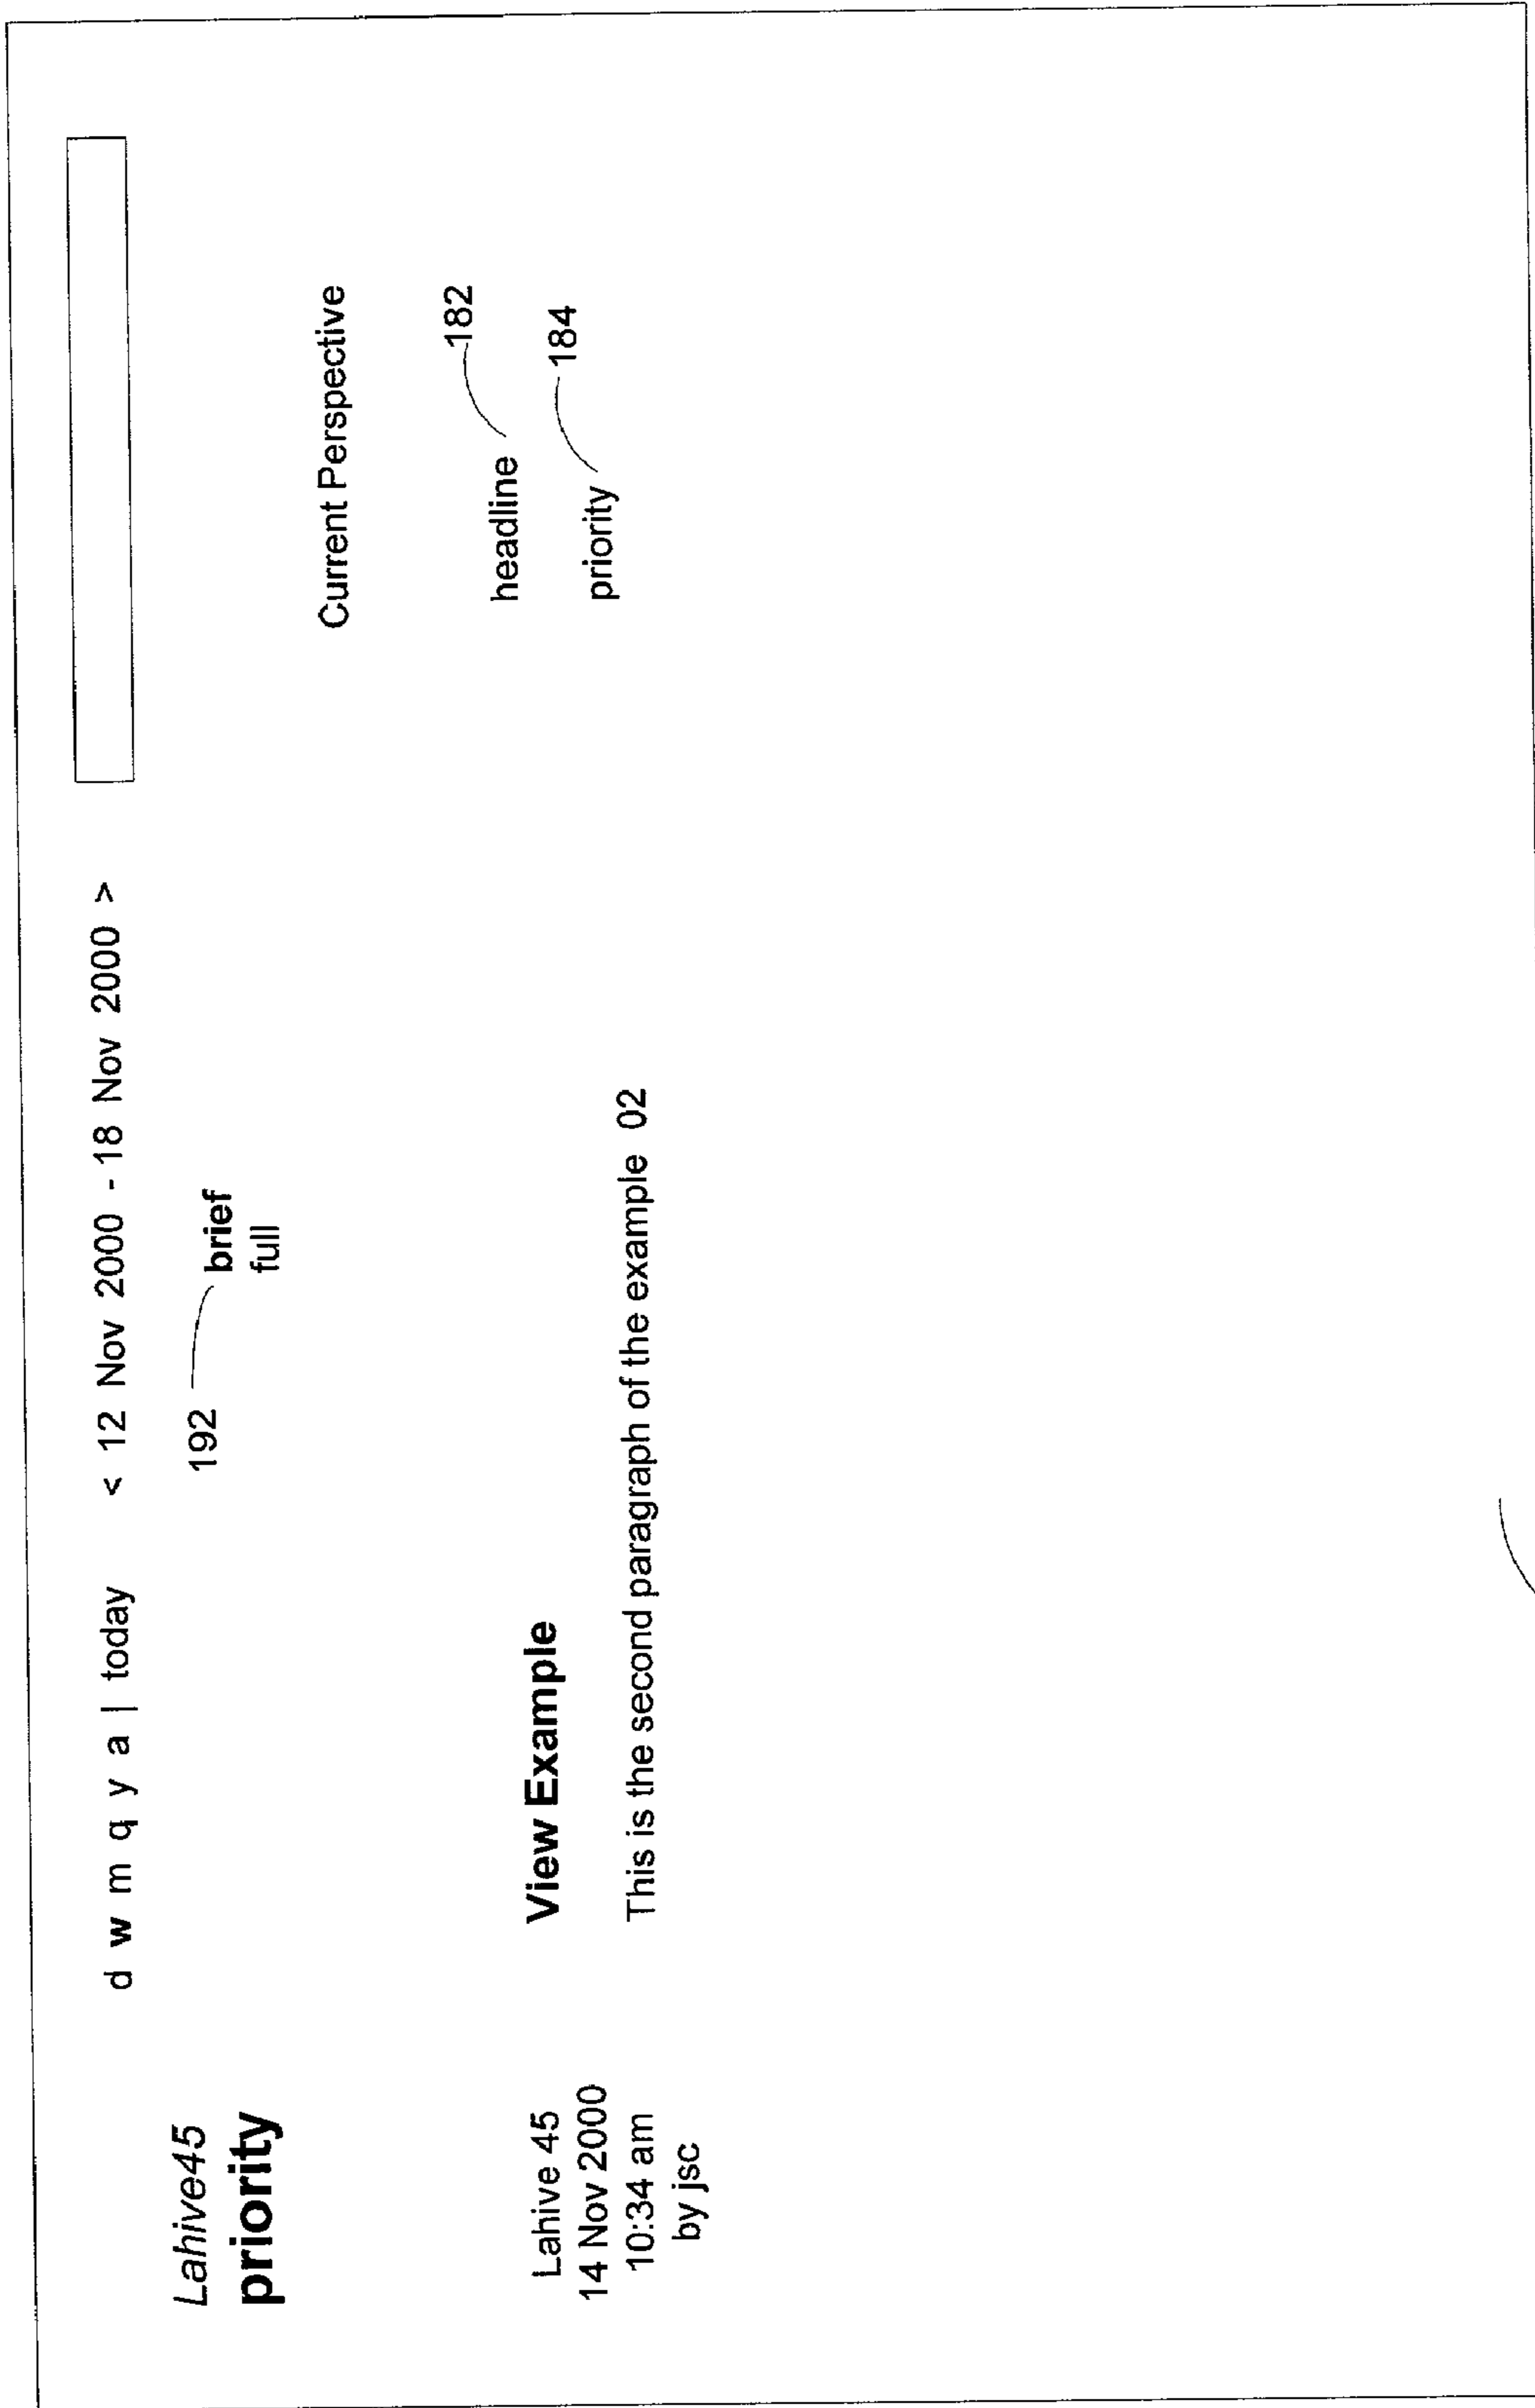 d w m q y a | today < 12 Nov 2000 - 18 Nov 2000 >
Lahive45
priority
192
brief
full
Current Perspective
182
headline
184
priority
Lahive 45
14 Nov 2000
10:34 am
by jsc
View Example
This is the second paragraph of the example 02